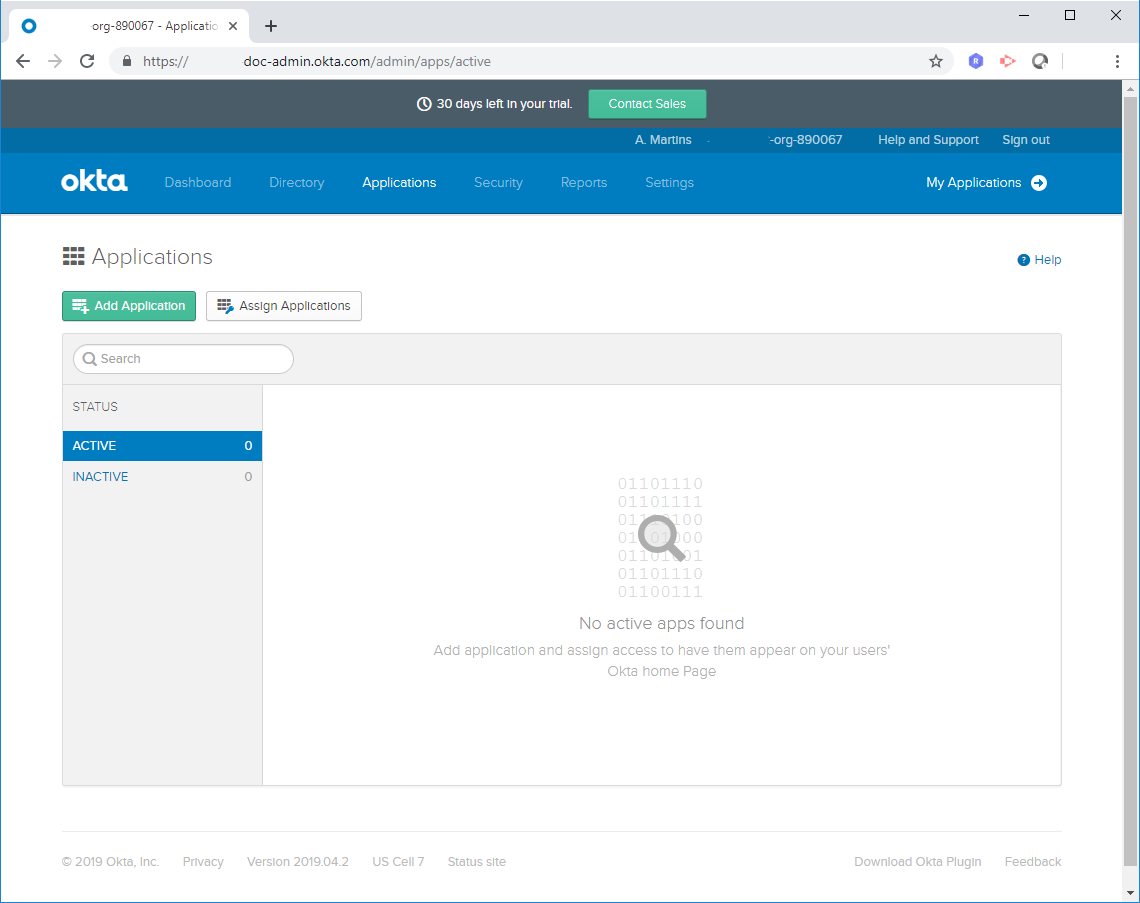 org-890067 - Applicatio
https:// doc-admin.okta.com/admin/apps/active
30 days left in your trial. Contact Sales
A. Martins -org-890067 Help and Support Sign out
okta Dashboard Directory Applications Security Reports Settings My Applications
Applications
? Help
Add Application Assign Applications
Search
STATUS
ACTIVE 0
INACTIVE 0
01101110
01101111
01 100
01 01 000
01101001
01101110
01100111
No active apps found
Add application and assign access to have them appear on your users'
Okta home Page
© 2019 Okta, Inc. Privacy Version 2019.04.2 US Cell 7 Status site Download Okta Plugin Feedback